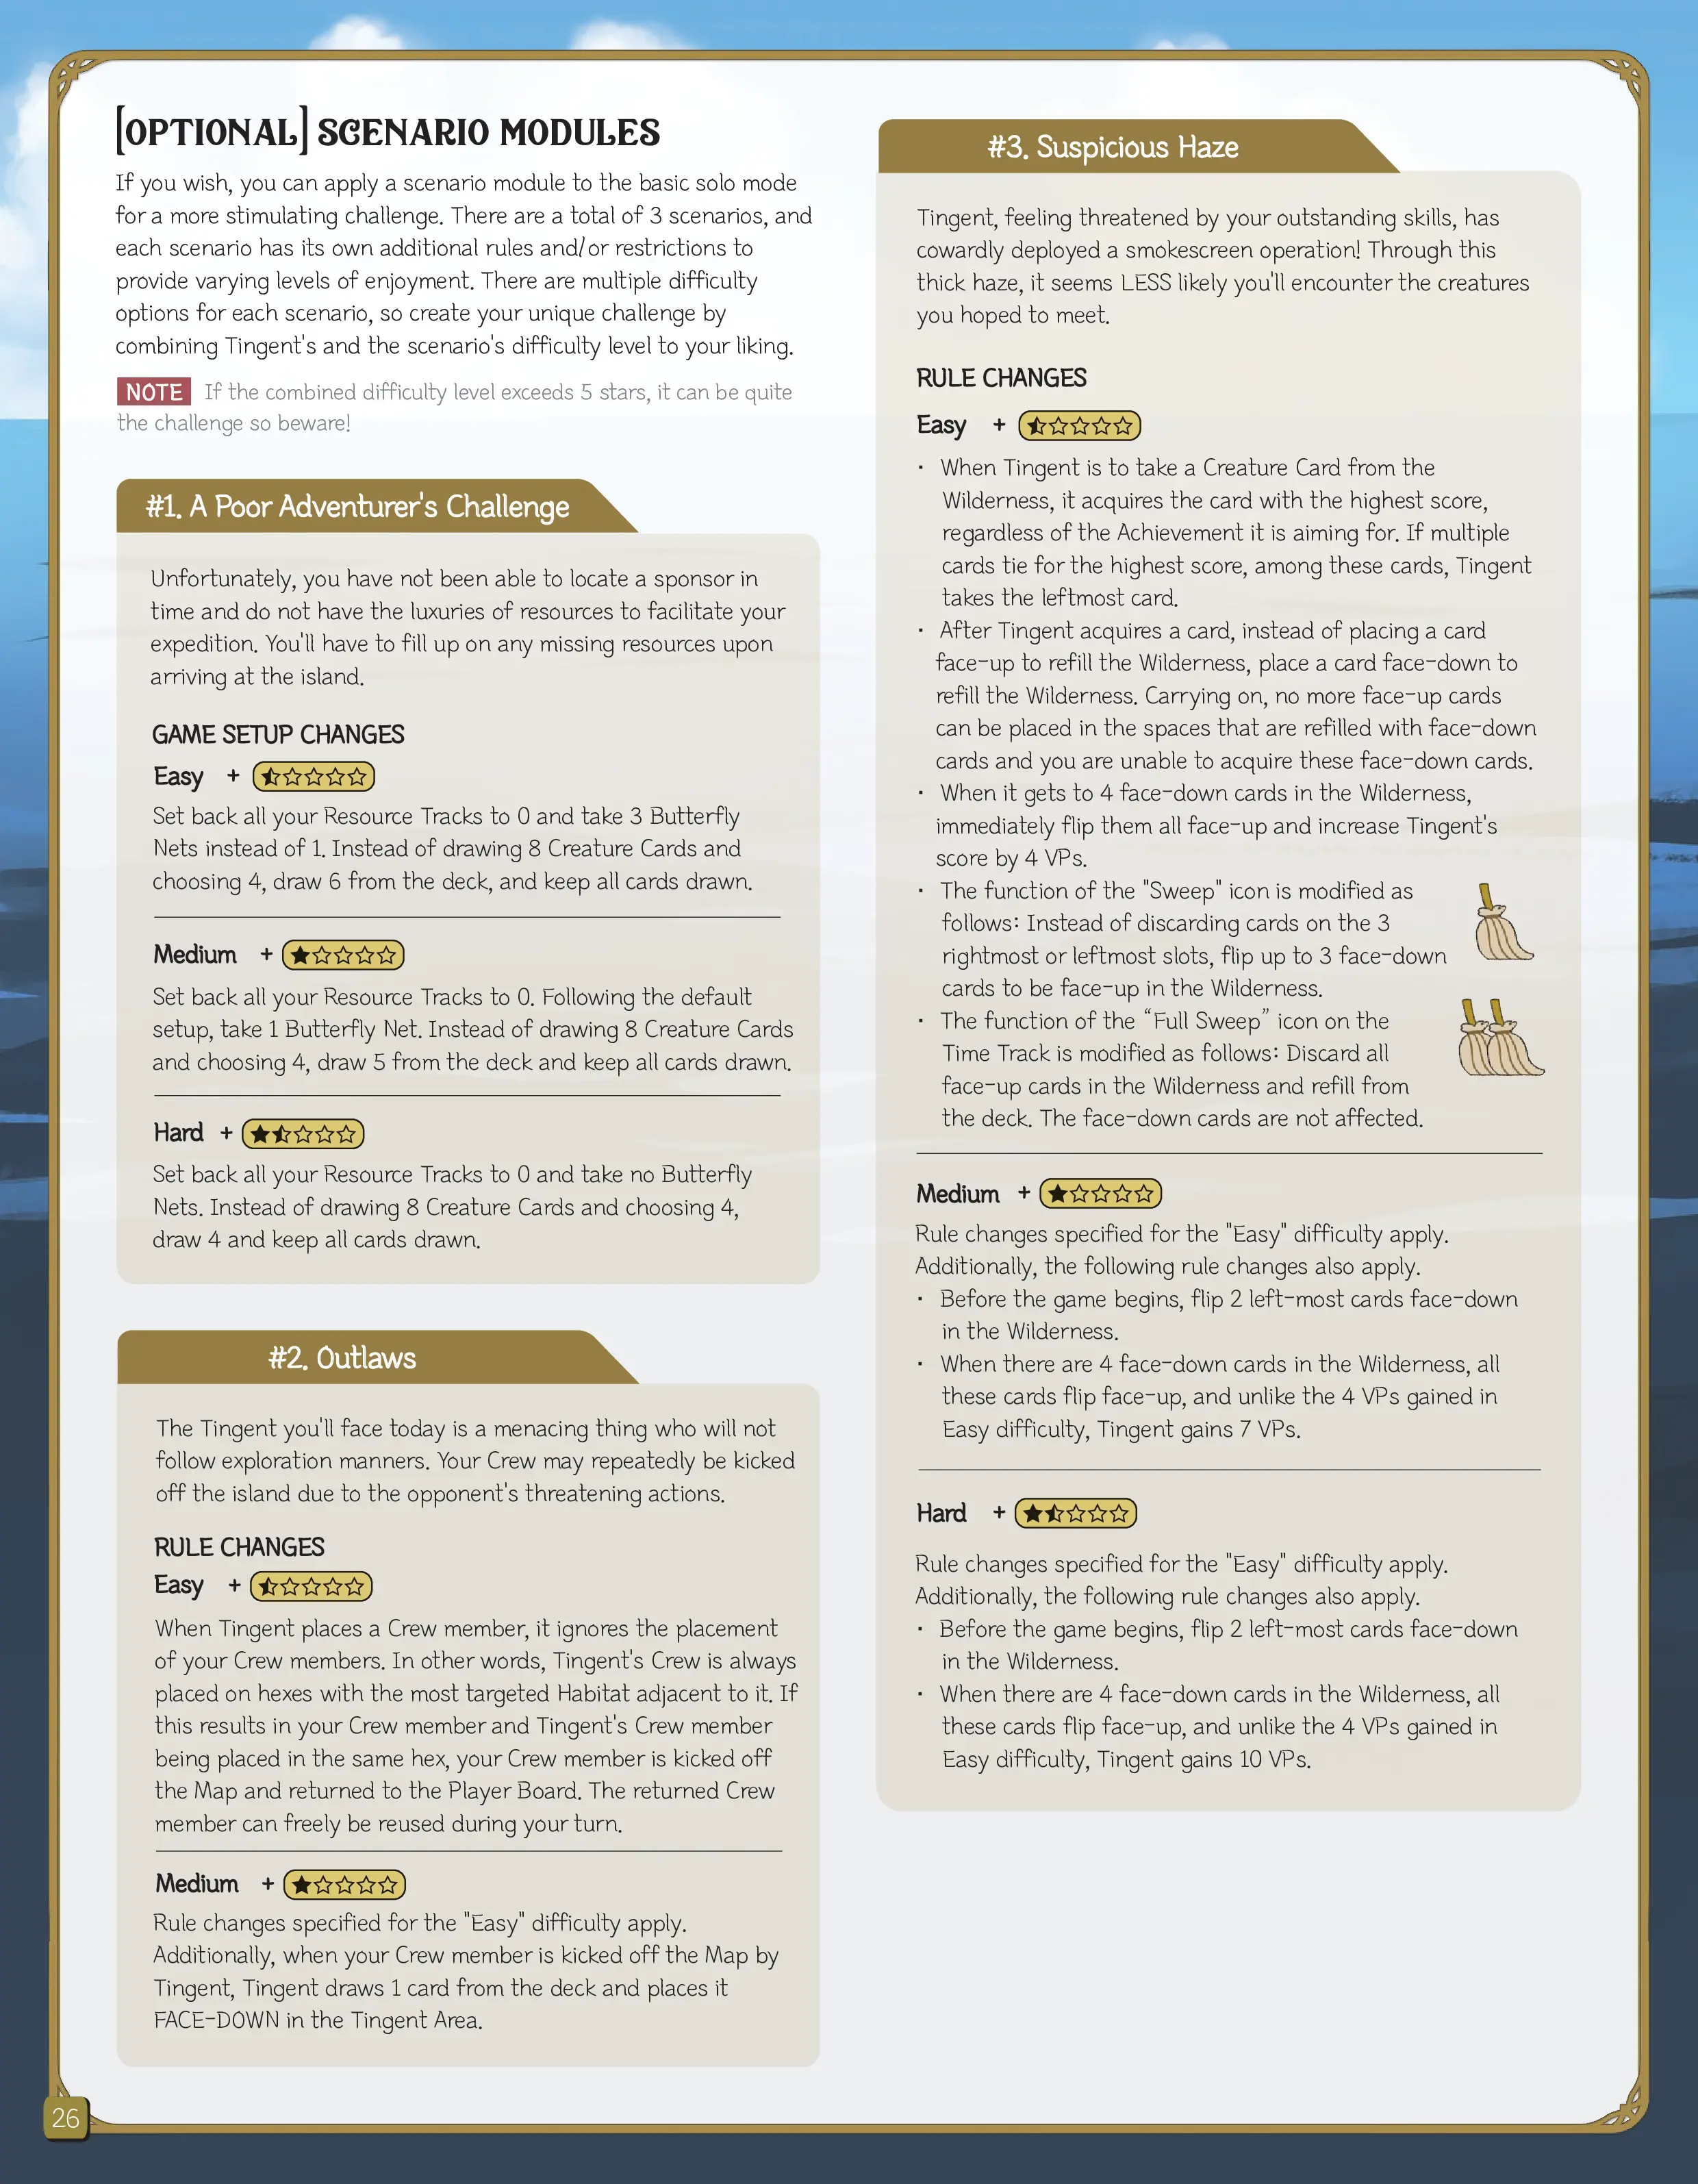 [OPTIONAL] SCENARIO MODULES
If you wish, you can apply a scenario module to the basic solo mode
for a more stimulating challenge. There are a total of 3 scenarios, and
each scenario has its own additional rules and/or restrictions to
provide varying levels of enjoyment. There are multiple difficulty
options for each scenario, so create your unique challenge by
combining Tingent's and the scenario's difficulty level to your liking.
NOTE If the combined difficulty level exceeds 5 stars, it can be quite
the challenge so beware!
#1. A Poor Adventurer's Challenge
Unfortunately, you have not been able to locate a sponsor in
time and do not have the luxuries of resources to facilitate your
expedition. You'll have to fill up on any missing resources upon
arriving at the island.
GAME SETUP CHANGES
Easy +
Set back all your Resource Tracks to 0 and take 3 Butterfly
Nets instead of 1. Instead of drawing 8 Creature Cards and
choosing 4, draw 6 from the deck, and keep all cards drawn.
Medium +
Set back all your Resource Tracks to 0. Following the default
setup, take 1 Butterfly Net. Instead of drawing 8 Creature Cards
and choosing 4, draw 5 from the deck and keep all cards drawn.
Hard +
Set back all your Resource Tracks to 0 and take no Butterfly
Nets. Instead of drawing 8 Creature Cards and choosing 4,
draw 4 and keep all cards drawn.
#2. Outlaws
The Tingent you'll face today is a menacing thing who will not
follow exploration manners. Your Crew may repeatedly be kicked
off the island due to the opponent's threatening actions.
RULE CHANGES
Easy +
When Tingent places a Crew member, it ignores the placement
of your Crew members. In other words, Tingent's Crew is always
placed on hexes with the most targeted Habitat adjacent to it. If
this results in your Crew member and Tingent's Crew member
being placed in the same hex, your Crew member is kicked off
the Map and returned to the Player Board. The returned Crew
member can freely be reused during your turn.
Medium +
Rule changes specified for the "Easy" difficulty apply.
Additionally, when your Crew member is kicked off the Map by
Tingent, Tingent draws 1 card from the deck and places it
FACE-DOWN in the Tingent Area.
#3. Suspicious Haze
Tingent, feeling threatened by your outstanding skills, has
cowardly deployed a smokescreen operation! Through this
thick haze, it seems LESS likely you'll encounter the creatures
you hoped to meet.
RULE CHANGES
Easy +
• When Tingent is to take a Creature Card from the
Wilderness, it acquires the card with the highest score,
regardless of the Achievement it is aiming for. If multiple
cards tie for the highest score, among these cards, Tingent
takes the leftmost card.
• After Tingent acquires a card, instead of placing a card
face-up to refill the Wilderness, place a card face-down to
refill the Wilderness. Carrying on, no more face-up cards
can be placed in the spaces that are refilled with face-down
cards and you are unable to acquire these face-down cards.
• When it gets to 4 face-down cards in the Wilderness,
immediately flip them all face-up and increase Tingent's
score by 4 VPs.
• The function of the "Sweep" icon is modified as
follows: Instead of discarding cards on the 3
rightmost or leftmost slots, flip up to 3 face-down
cards to be face-up in the Wilderness.
• The function of the “Full Sweep” icon on the
Time Track is modified as follows: Discard all
face-up cards in the Wilderness and refill from
the deck. The face-down cards are not affected.
Medium +
Rule changes specified for the "Easy" difficulty apply.
Additionally, the following rule changes also apply.
• Before the game begins, flip 2 left-most cards face-down
in the Wilderness.
• When there are 4 face-down cards in the Wilderness, all
these cards flip face-up, and unlike the 4 VPs gained in
Easy difficulty, Tingent gains 7 VPs.
Hard +
Rule changes specified for the "Easy" difficulty apply.
Additionally, the following rule changes also apply.
• Before the game begins, flip 2 left-most cards face-down
in the Wilderness.
• When there are 4 face-down cards in the Wilderness, all
these cards flip face-up, and unlike the 4 VPs gained in
Easy difficulty, Tingent gains 10 VPs.
26